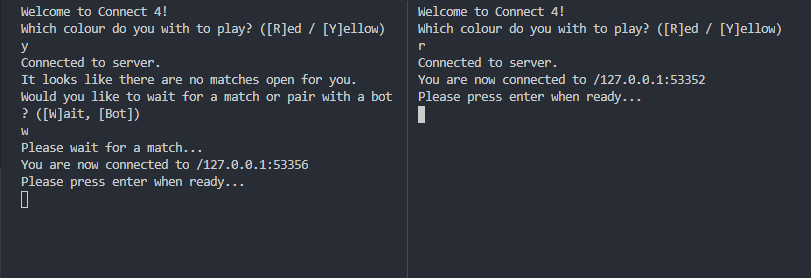 Welcome to Connect 4!
Which colour do you with to play? ([R]ed / [Y]ellow)
y
Connected to server.
It looks like there are no matches open for you.
Would you like to wait for a match or pair with a bot
? ([W]ait, [Bot])
w
Please wait for a match...
You are now connected to /127.0.0.1:53356
Please press enter when ready...
Welcome to Connect 4!
Which colour do you with to play? ([R]ed / [Y]ellow)
r
Connected to server.
You are now connected to /127.0.0.1:53352
Please press enter when ready...